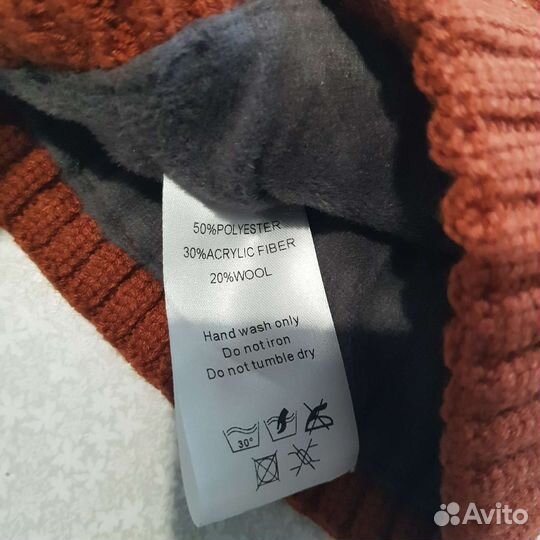 50%POLYESTER
30%ACRYLIC FIBER
20%WOOL
Hand wash only
Do not iron
Do not tumble dry
30°
Avito